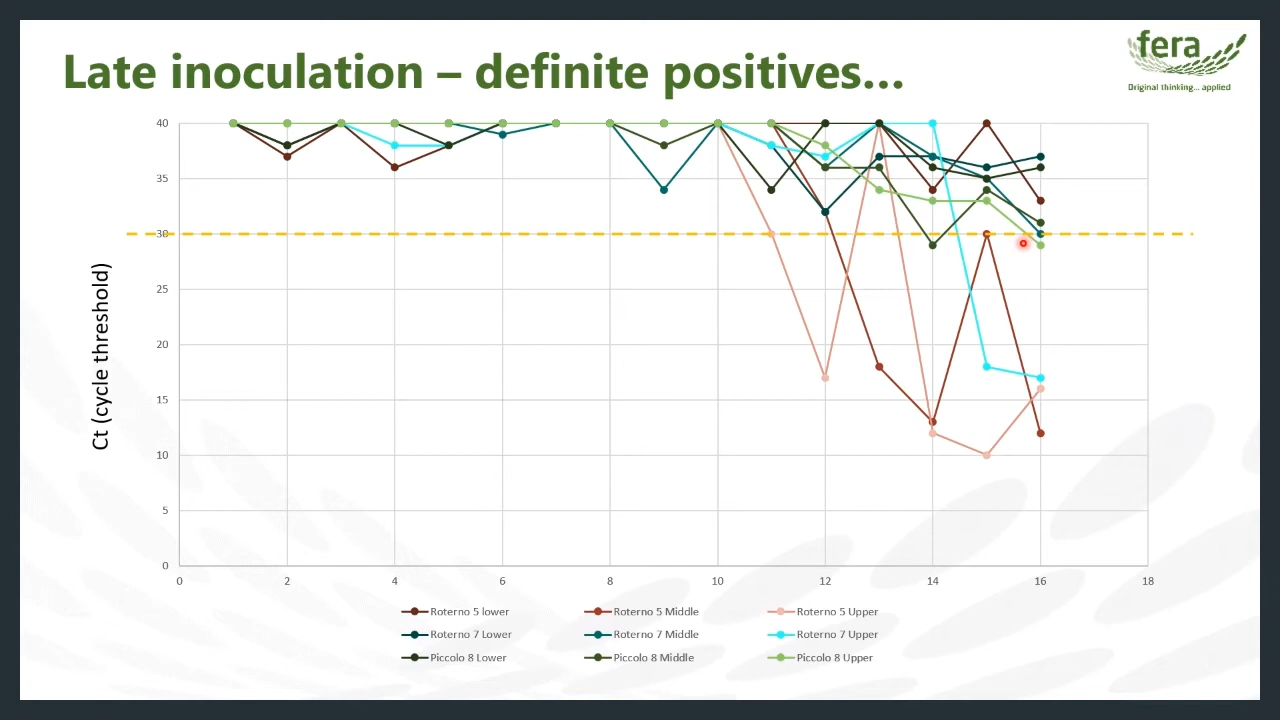 Late inoculation – definite positives...
fera
Original thinking... applied
Ct (cycle threshold)
40
35
30
25
20
15
10
5
0
0 2 4 6 8 10 12 14 16 18
Roterno 5 lower Roterno 5 Middle Roterno 5 Upper
Roterno 7 Lower Roterno 7 Middle Roterno 7 Upper
Piccolo 8 Lower Piccolo 8 Middle Piccolo 8 Upper